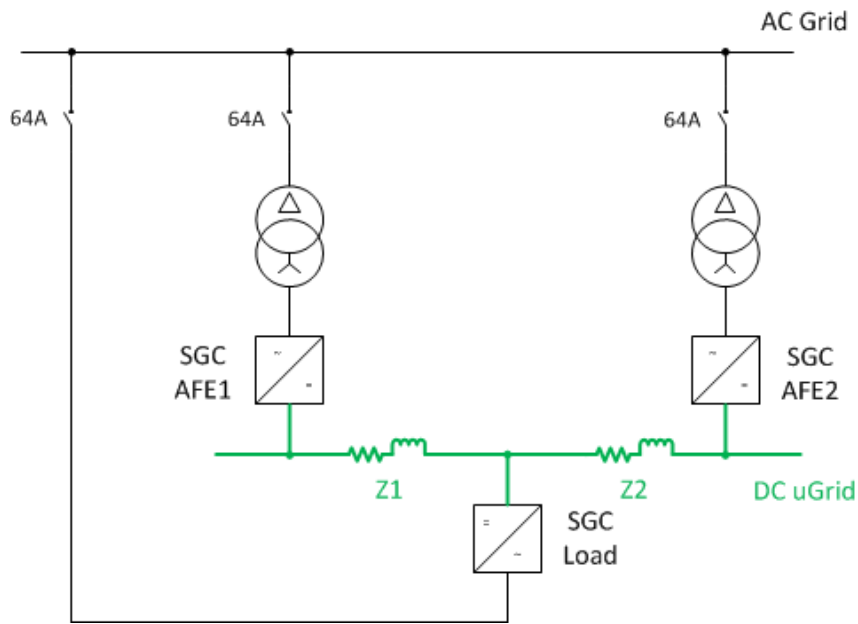 AC Grid
64A
64A
64A
SGC
AFE1
SGC
AFE2
Z1
Z2
DC uGrid
SGC
Load